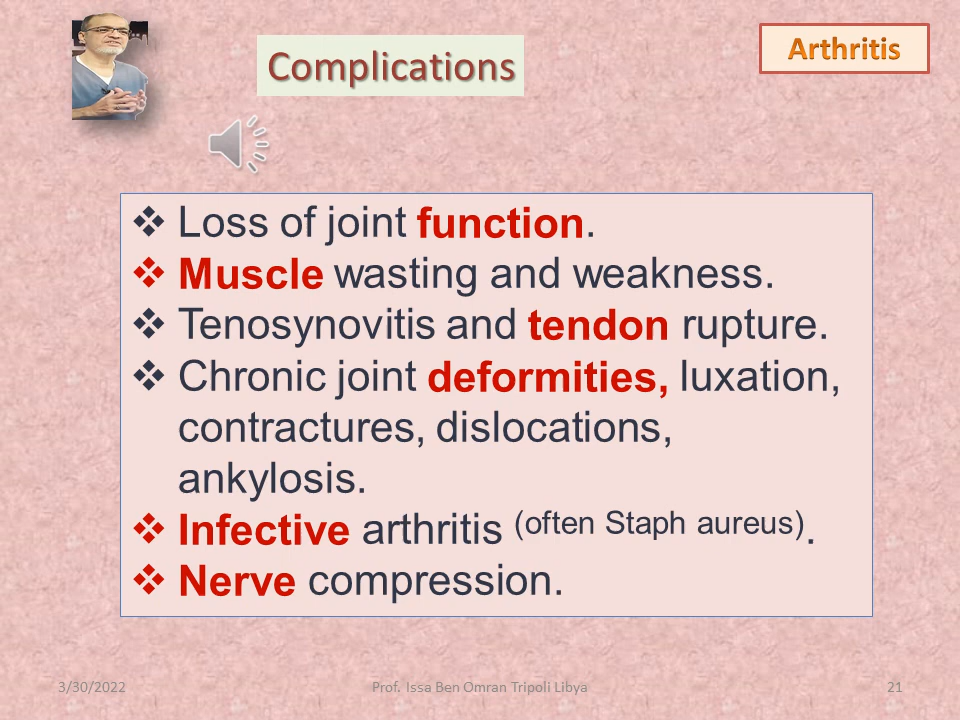 Complications
Arthritis
❖ Loss of joint function.
❖ Muscle wasting and weakness.
❖ Tenosynovitis and tendon rupture.
❖ Chronic joint deformities, luxation,
contractures, dislocations,
ankylosis.
❖ Infective arthritis (often Staph aureus).
❖ Nerve compression.
3/30/2022
Prof. Issa Ben Omran Tripoli Libya
21